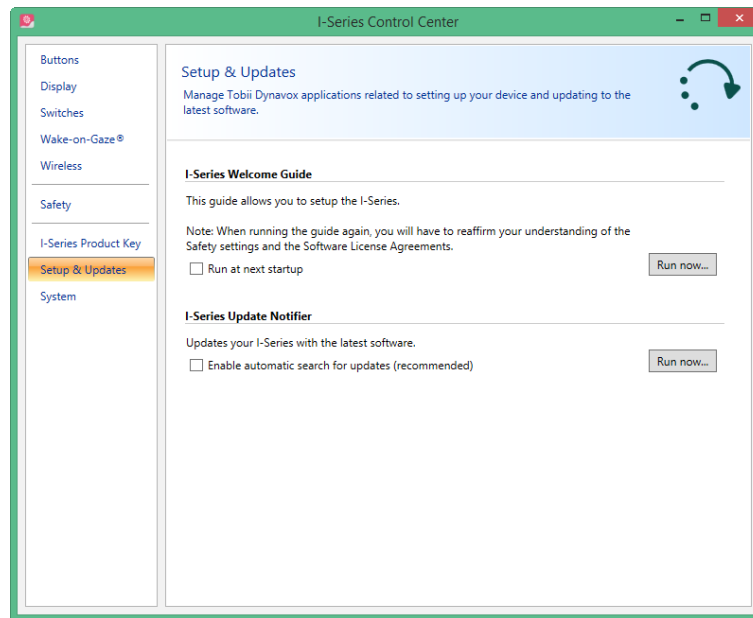 I-Series Control Center
Buttons
Display
Switches
Wake-on-Gaze®
Wireless
Safety
I-Series Product Key
Setup & Updates
System
Setup & Updates
Manage Tobii Dynavox applications related to setting up your device and updating to the
latest software.
I-Series Welcome Guide
This guide allows you to setup the I-Series.
Note: When running the guide again, you will have to reaffirm your understanding of the
Safety settings and the Software License Agreements.
Run at next startup
Run now...
I-Series Update Notifier
Updates your I-Series with the latest software.
Enable automatic search for updates (recommended)
Run now...